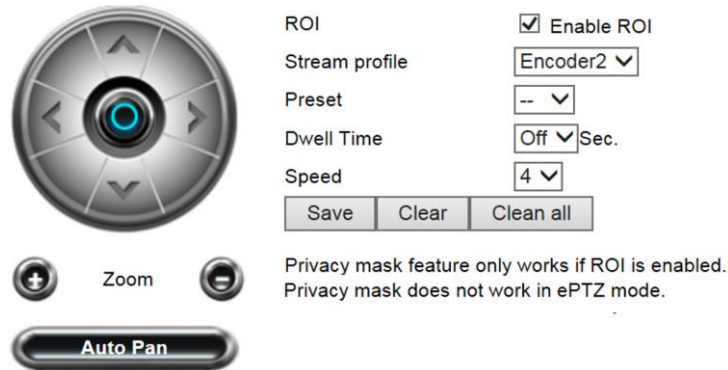 ROI Enable ROI
Stream profile Encoder2
Preset --
Dwell Time Off Sec.
Speed 4
Save Clear Clean all
Zoom
Privacy mask feature only works if ROI is enabled.
Privacy mask does not work in ePTZ mode.
Auto Pan